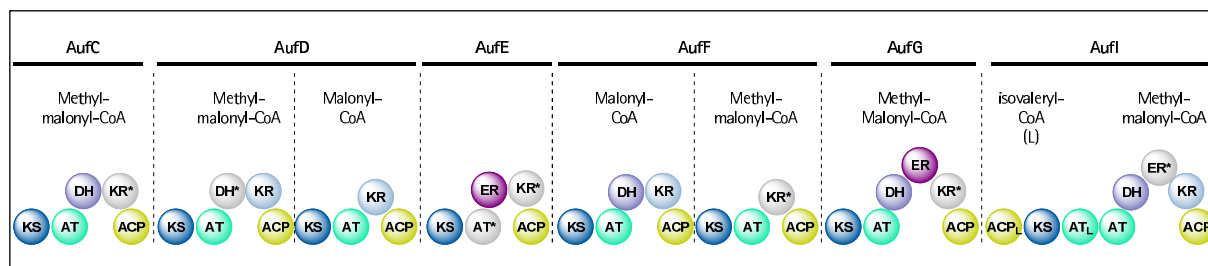 AufC AufD AufE AufF AufG AufI
Methyl- Methyl- Malonyl- Malonyl- Methyl- Methyl- isovaleryl- Methyl-
malonyl-CoA malonyl-CoA CoA CoA malonyl-CoA Malonyl-CoA CoA malonyl-CoA
(L)
ER ER*
DH KR* DH* KR KR ER KR* DH KR KR* DH KR* DH KR
KS AT ACP KS AT ACP KS AT ACP KS AT* ACP KS AT ACP KS AT ACP KS AT ACP ACPL KS ATL AT ACP